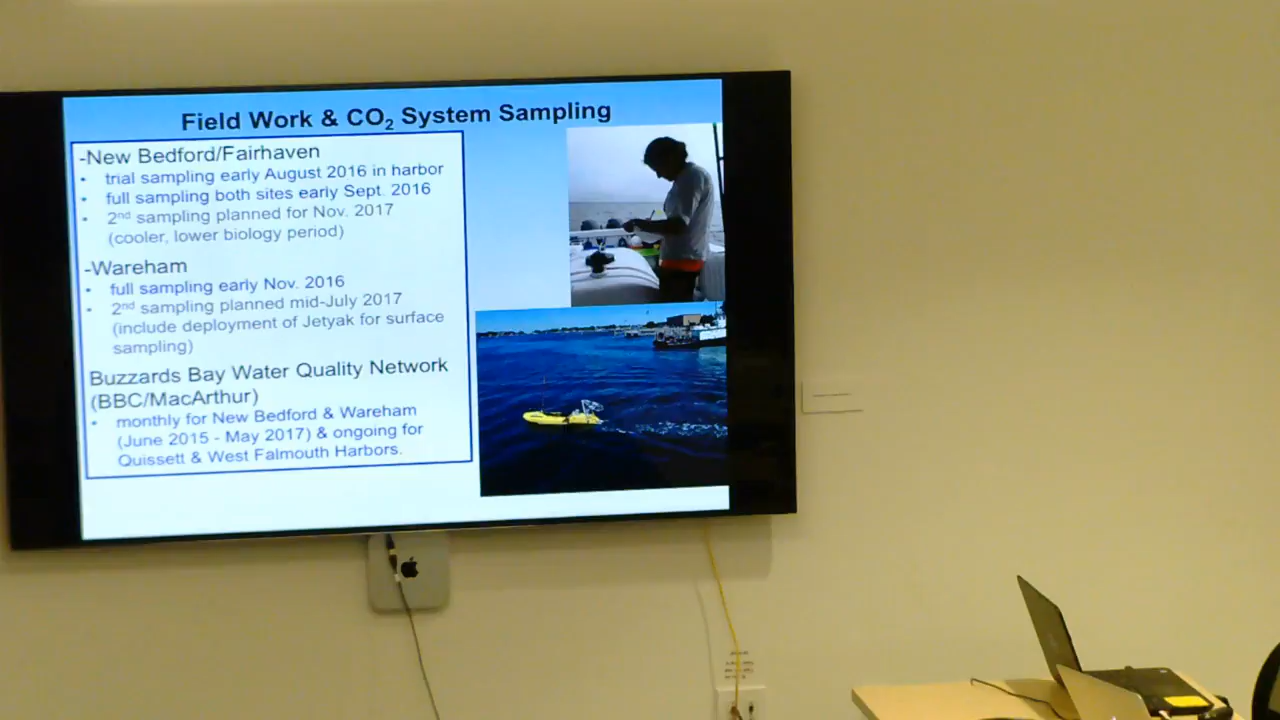 Field Work & CO₂ System Sampling
-New Bedford/Fairhaven
• trial sampling early August 2016 in harbor
• full sampling both sites early Sept. 2016
• 2nd sampling planned for Nov. 2017
(cooler, lower biology period)
-Wareham
• full sampling early Nov. 2016
• 2nd sampling planned mid-July 2017
(include deployment of Jetyak for surface
sampling)
Buzzards Bay Water Quality Network
(BBC/MacArthur)
• monthly for New Bedford & Wareham
(June 2015 - May 2017) & ongoing for
Quissett & West Falmouth Harbors.